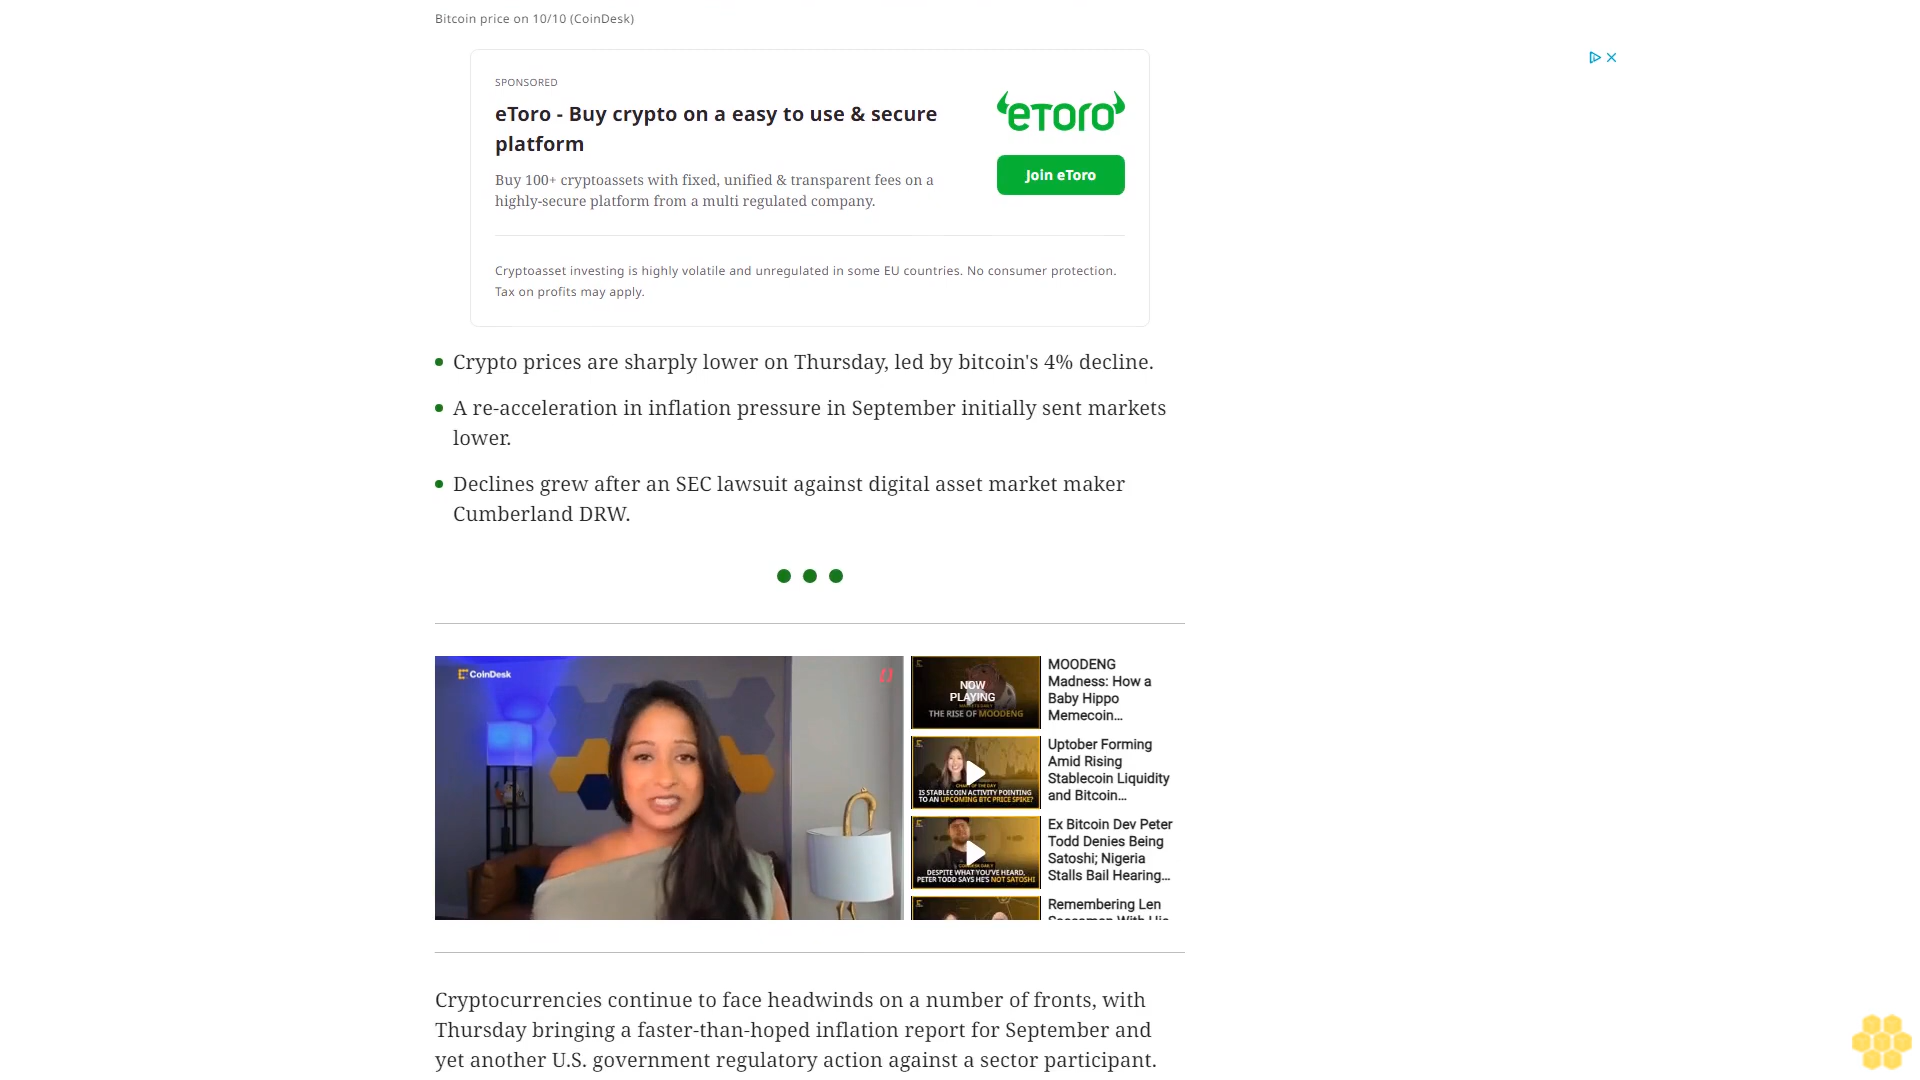 Bitcoin price on 10/10 (CoinDesk)
SPONSORED
eToro - Buy crypto on a easy to use & secure
platform
Buy 100+ cryptoassets with fixed, unified & transparent fees on a
highly-secure platform from a multi regulated company.
eToro
Join eToro
Cryptoasset investing is highly volatile and unregulated in some EU countries. No consumer protection.
Tax on profits may apply.
Crypto prices are sharply lower on Thursday, led by bitcoin's 4% decline.
A re-acceleration in inflation pressure in September initially sent markets
lower.
Declines grew after an SEC lawsuit against digital asset market maker
Cumberland DRW.
CoinDesk
NOW
PLAYING
THE RISE OF MOODENG
MOODENG
Madness: How a
Baby Hippo
Memecoin...
CHART OF THE DAY
IS STABLECOIN ACTIVITY POINTING
TO AN UPCOMING BTC PRICE SPIKE?
Uptober Forming
Amid Rising
Stablecoin Liquidity
and Bitcoin...
COINDESK DAILY
DESPITE WHAT YOU'VE HEARD,
PETER TODD SAYS HE'S NOT SATOSHI
Ex Bitcoin Dev Peter
Todd Denies Being
Satoshi; Nigeria
Stalls Bail Hearing...
Remembering Len
Cryptocurrencies continue to face headwinds on a number of fronts, with
Thursday bringing a faster-than-hoped inflation report for September and
yet another U.S. government regulatory action against a sector participant.